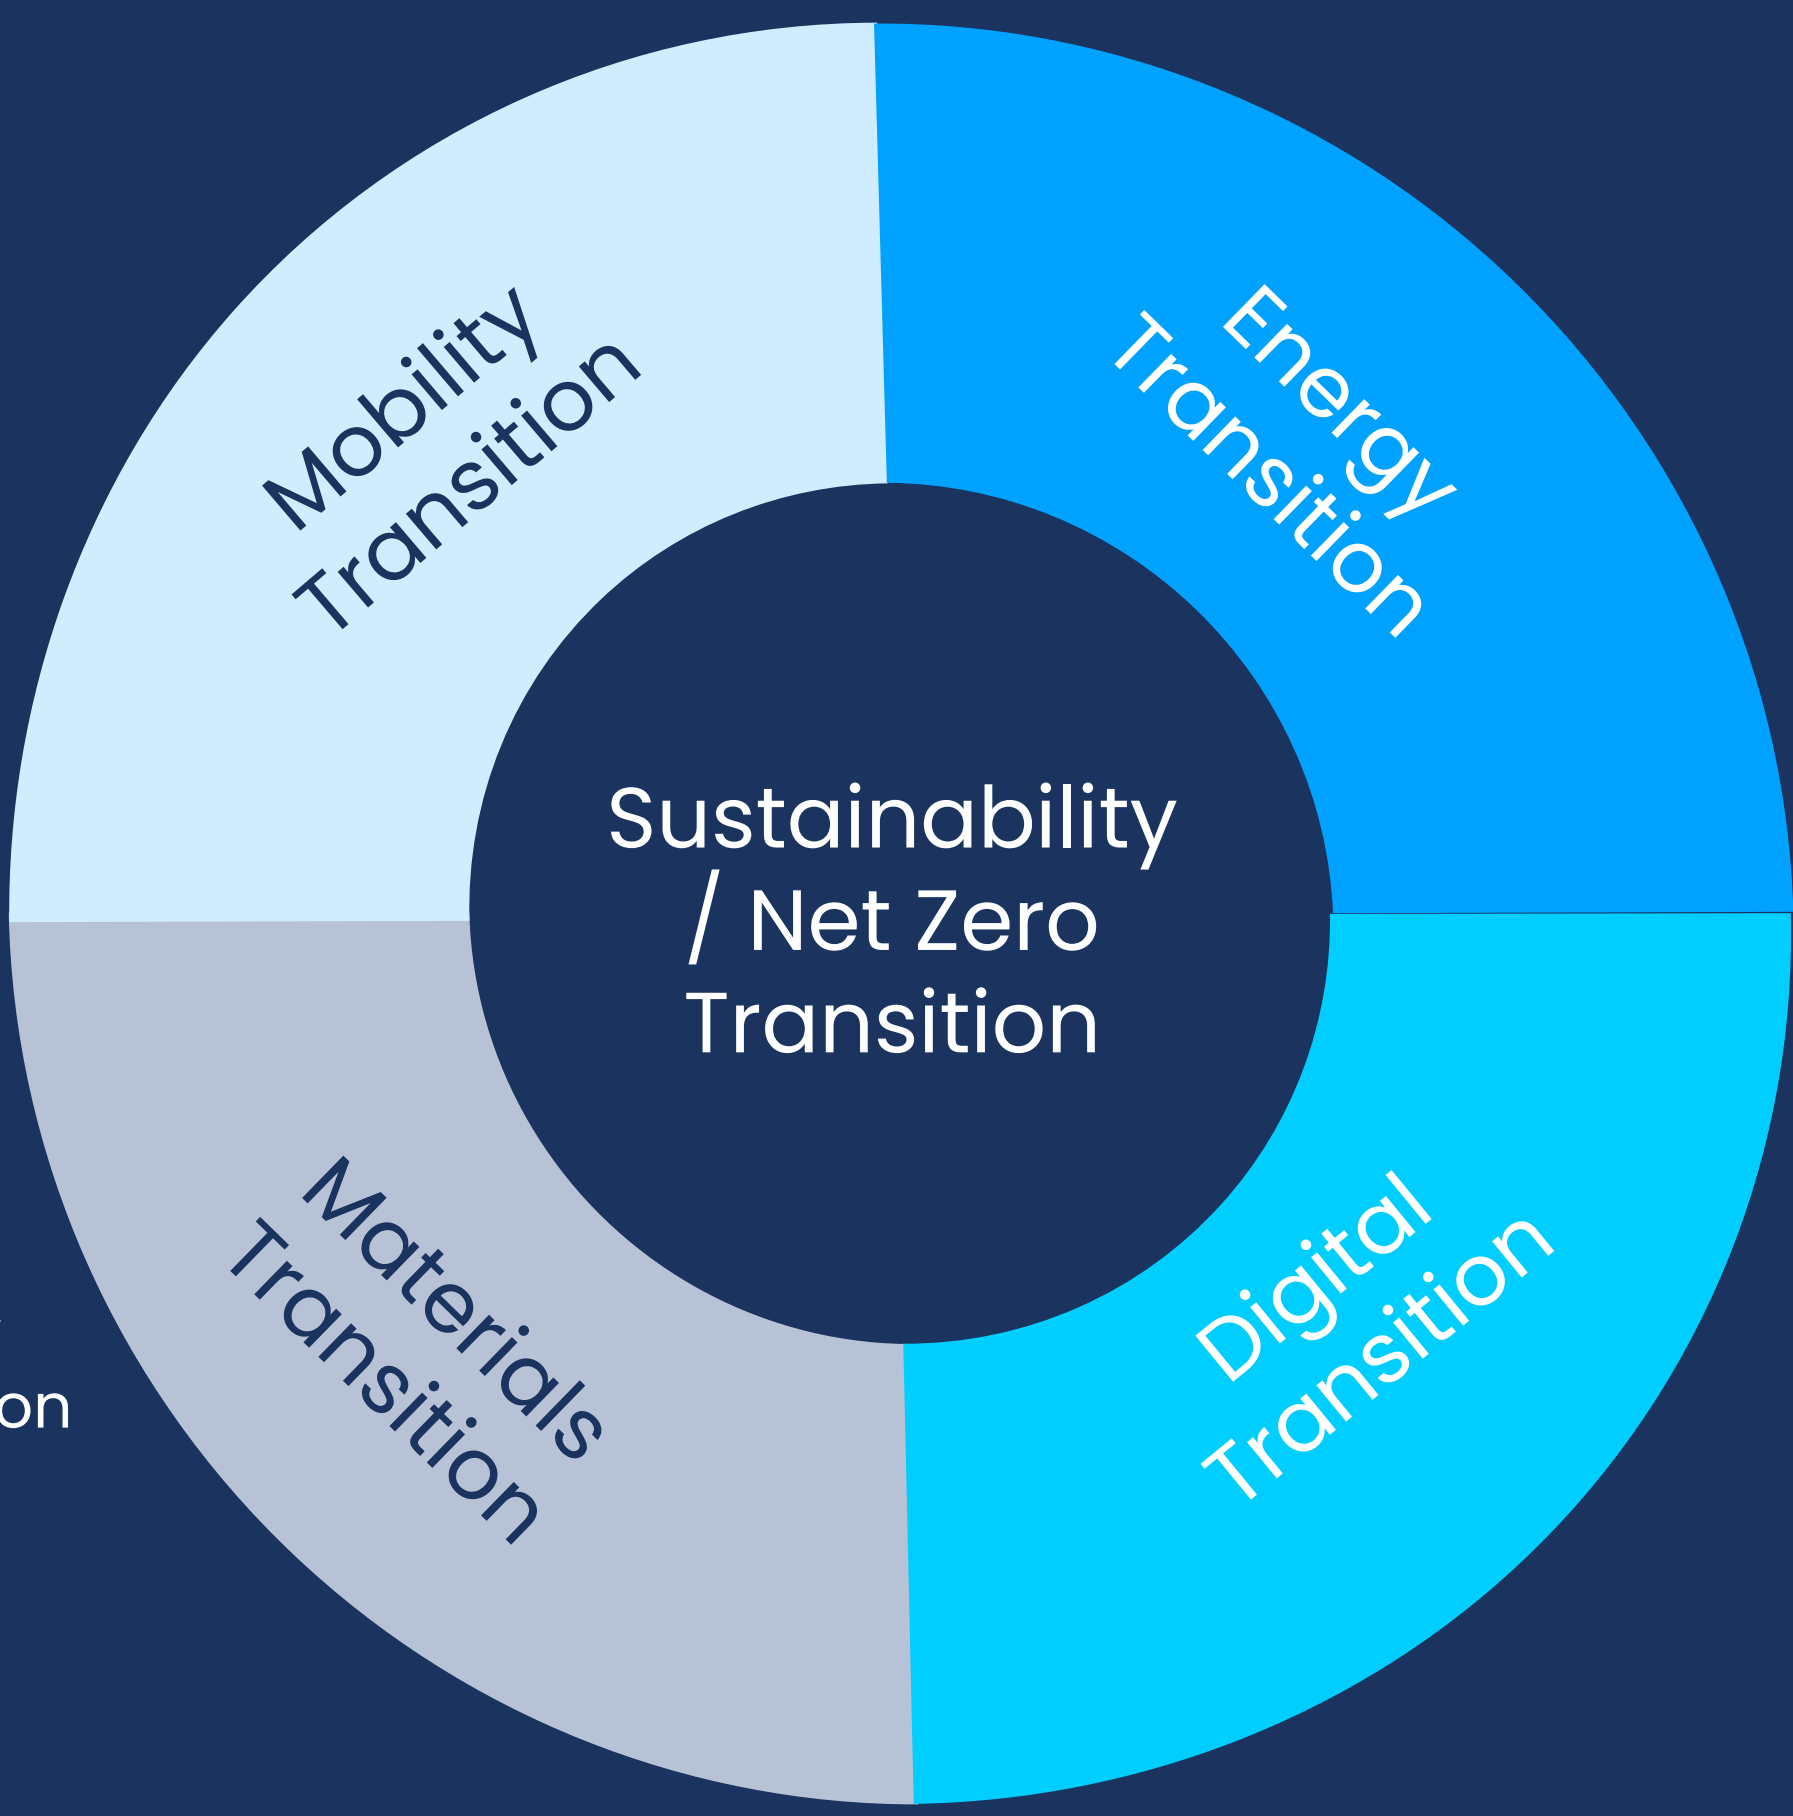 Mobility
Transition
Energy
Transition
Sustainability
/ Net Zero
Transition
Materials
Transition
Digital
Transition
on